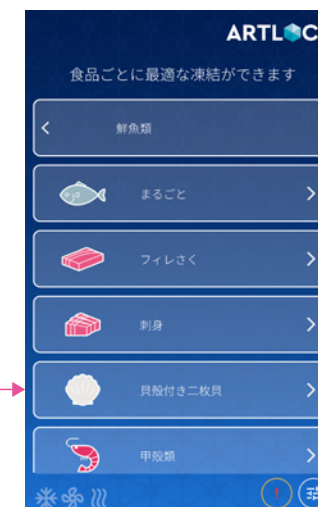 ARTLOC
食品ごとに最適な凍結ができます
鮮魚類
まるごと
フィレさく
刺身
貝殻付き二枚貝
甲殻類